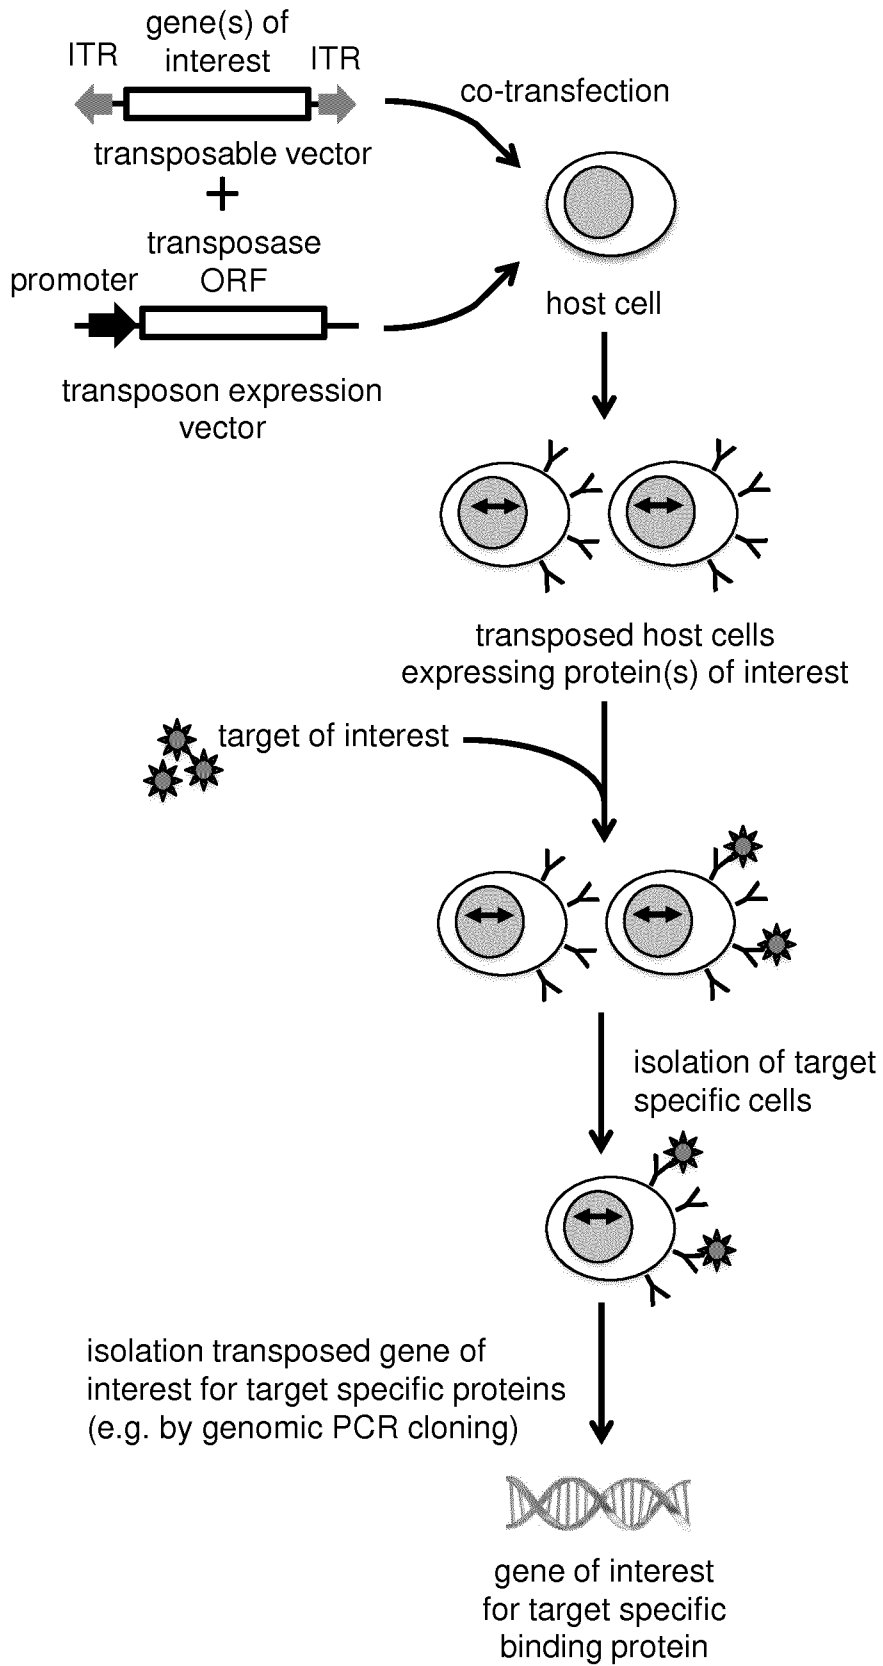 gene(s) of
interest
ITR
ITR
co-transfection
transposable vector
+
transposase
ORF
promoter
host cell
transposon expression
vector
transposed host cells
expressing protein(s) of interest
target of interest
isolation of target
specific cells
isolation transposed gene of
interest for target specific proteins
(e.g. by genomic PCR cloning)
gene of interest
for target specific
binding protein